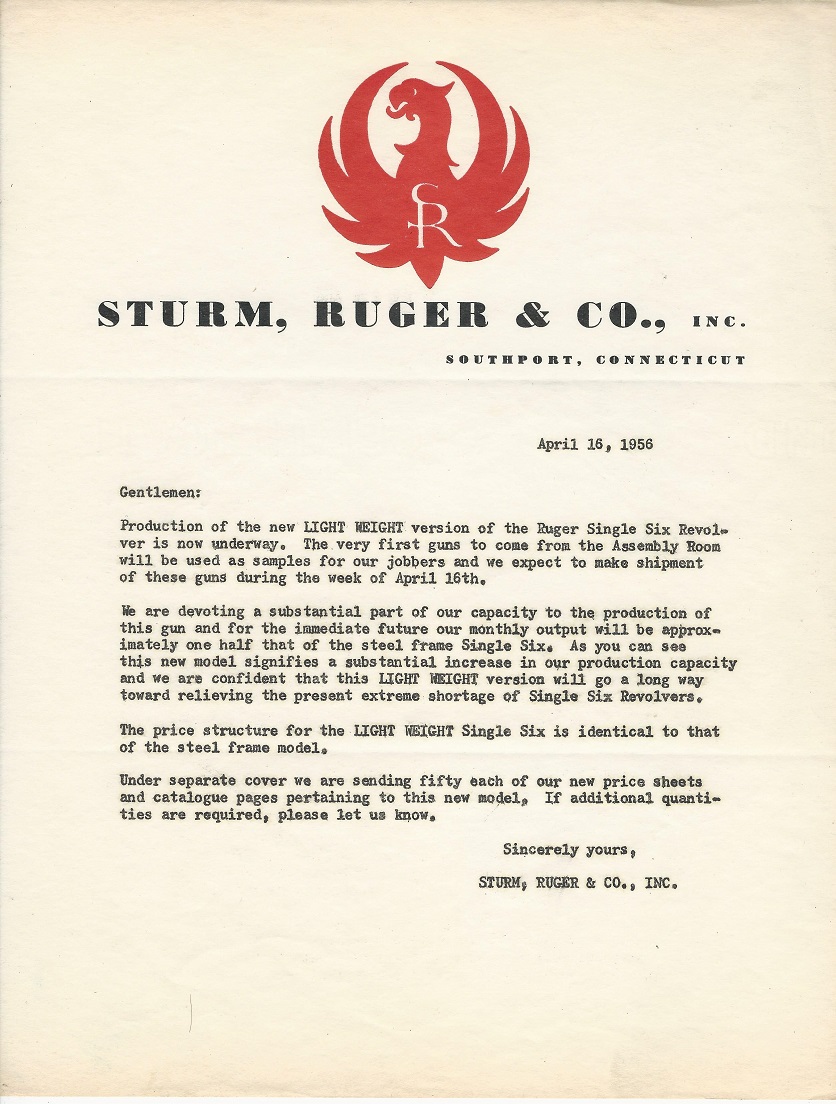 SR
STURM, RUGER & CO., INC.
SOUTHPORT, CONNECTICUT
April 16, 1956
Gentlemen:
Production of the new LIGHT WEIGHT version of the Ruger Single Six Revol-
ver is now underway. The very first guns to come from the Assembly Room
will be used as samples for our jobbers and we expect to make shipment
of these guns during the week of April 16th.
We are devoting a substantial part of our capacity to the production of
this gun and for the immediate future our monthly output will be approx-
imately one half that of the steel frame Single Six. As you can see
this new model signifies a substantial increase in our production capacity
and we are confident that this LIGHT WEIGHT version will go a long way
toward relieving the present extreme shortage of Single Six Revolvers.
The price structure for the LIGHT WEIGHT Single Six is identical to that
of the steel frame model.
Under separate cover we are sending fifty each of our new price sheets
and catalogue pages pertaining to this new model. If additional quanti-
ties are required, please let us know.
Sincerely yours,
STURM, RUGER & CO., INC.